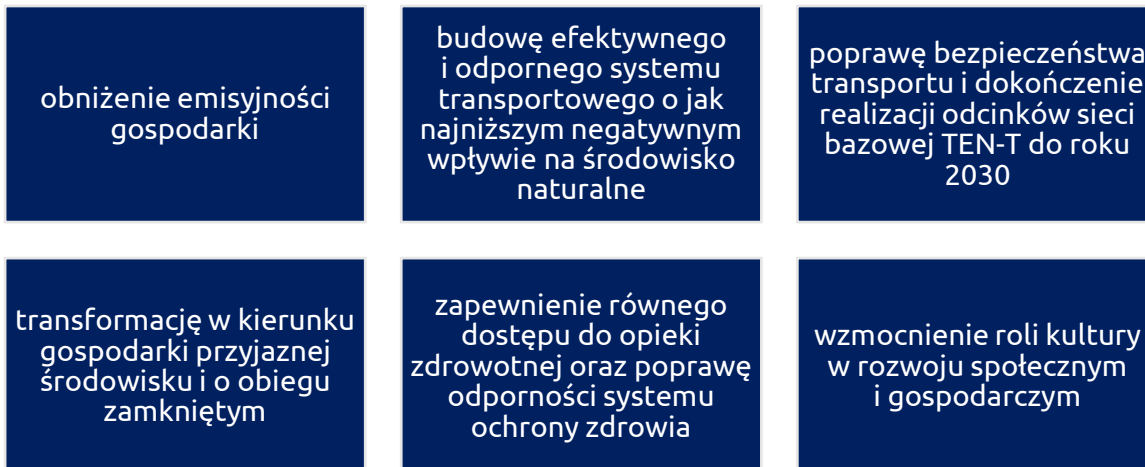 obniżenie emisyjności
gospodarki
budowę efektywnego
i odpornego systemu
transportowego o jak
najniższym negatywnym
wpływie na środowisko
naturalne
poprawę bezpieczeństwa
transportu i dokończenie
realizacji odcinków sieci
bazowej TEN-T do roku
2030
transformację w kierunku
gospodarki przyjaznej
środowisku i o obiegu
zamkniętym
zapewnienie równego
dostępu do opieki
zdrowotnej oraz poprawę
odporności systemu
ochrony zdrowia
wzmocnienie roli kultury
w rozwoju społecznym
i gospodarczym